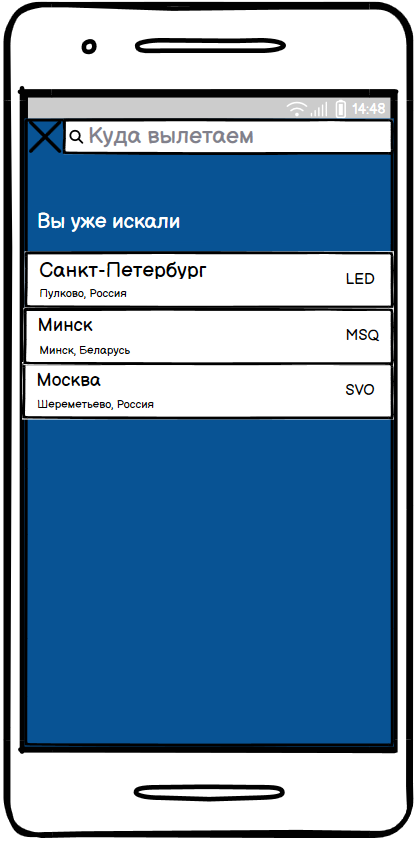 14:48
Куда вылетаем
Вы уже искали
Санкт-Петербург
LED
Пулково, Россия
Минск
MSQ
Минск, Беларусь
Москва
SVO
Шереметьево, Россия